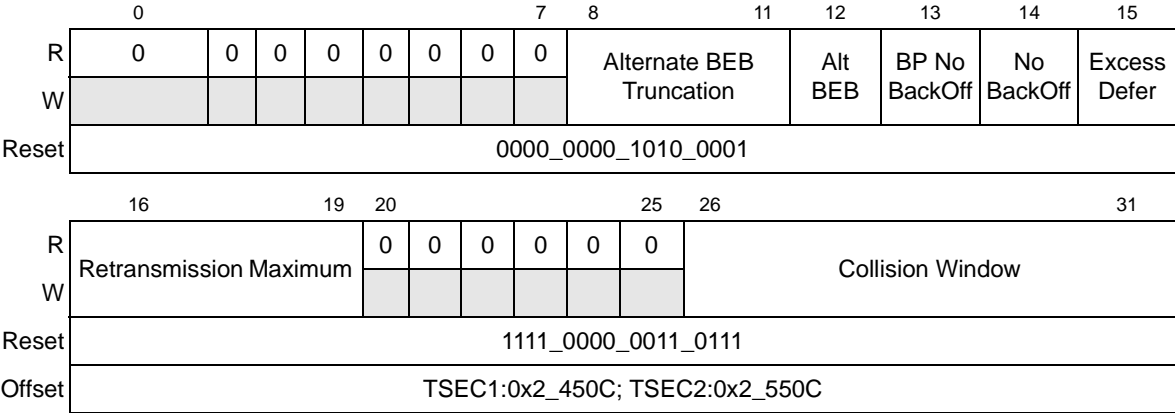 0 7 8 11 12 13 14 15
R 0 0 0 0 0 0 0 0 Alternate BEB Truncation Alt BEB BP No BackOff No BackOff Excess Defer
W
Reset 0000_0000_1010_0001
16 19 20 25 26 31
R Retransmission Maximum 0 0 0 0 0 0 Collision Window
W
Reset 1111_0000_0011_0111
Offset TSEC1:0x2_450C; TSEC2:0x2_550C